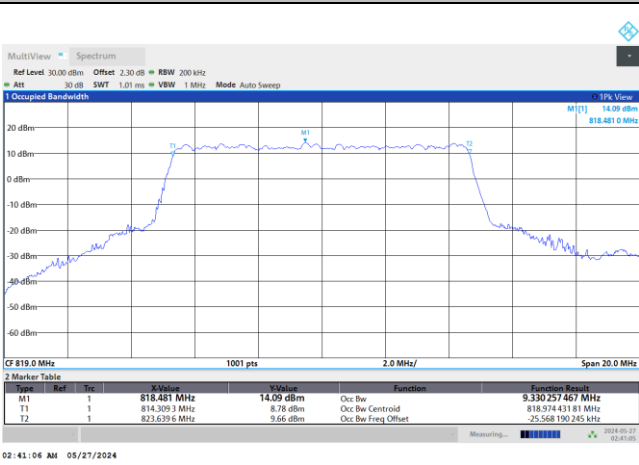 MultiView Spectrum
Ref Level 30.00 dBm Offset 2.30 dB RBW 200 kHz
Att 30 dB SWT 1.01 ms VBW 1 MHz Mode Auto Sweep
1 Occupied Bandwidth 1Pk View
M1[1] 14.09 dBm
818.481 0 MHz
20 dBm
M1
T1
T2
10 dBm
0 dBm
-10 dBm
-20 dBm
-30 dBm
-40 dBm
-50 dBm
-60 dBm
CF 819.0 MHz 1001 pts 2.0 MHz/ Span 20.0 MHz
2 Marker Table
Type Ref Trc X-Value Y-Value Function Function Result
M1 1 818.481 MHz 14.09 dBm Occ Bw 9.330 257 467 MHz
T1 1 814.309 3 MHz 8.78 dBm Occ Bw Centroid 818.974 431 81 MHz
T2 1 823.639 6 MHz 9.66 dBm Occ Bw Freq Offset -25.568 190 245 kHz
Measuring... 2024-05-27
02:41:05
02:41:06 AM 05/27/2024